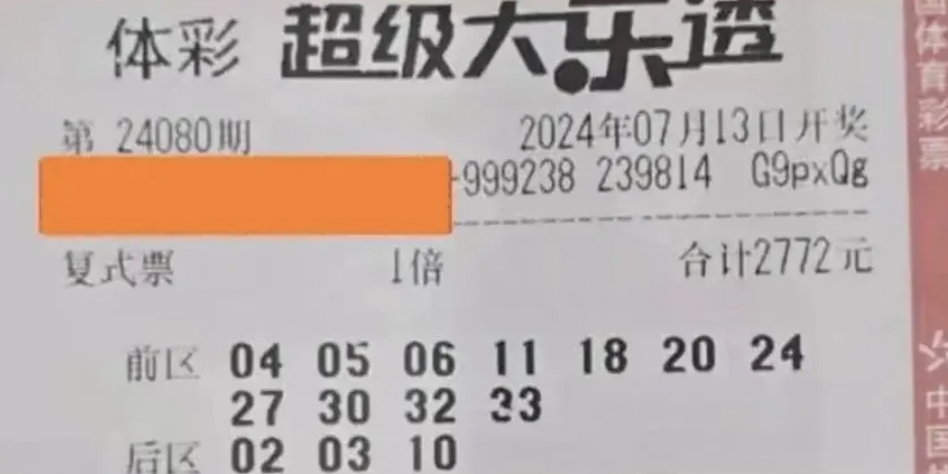 体彩 超级大乐透
第 24080期 2024年07月13日开奖
-999238 239814 G9pxQg
复式票 1倍 合计2772元
前区 04 05 06 11 18 20 24
27 30 32 33
后区 02 03 10
国体育彩票
中国